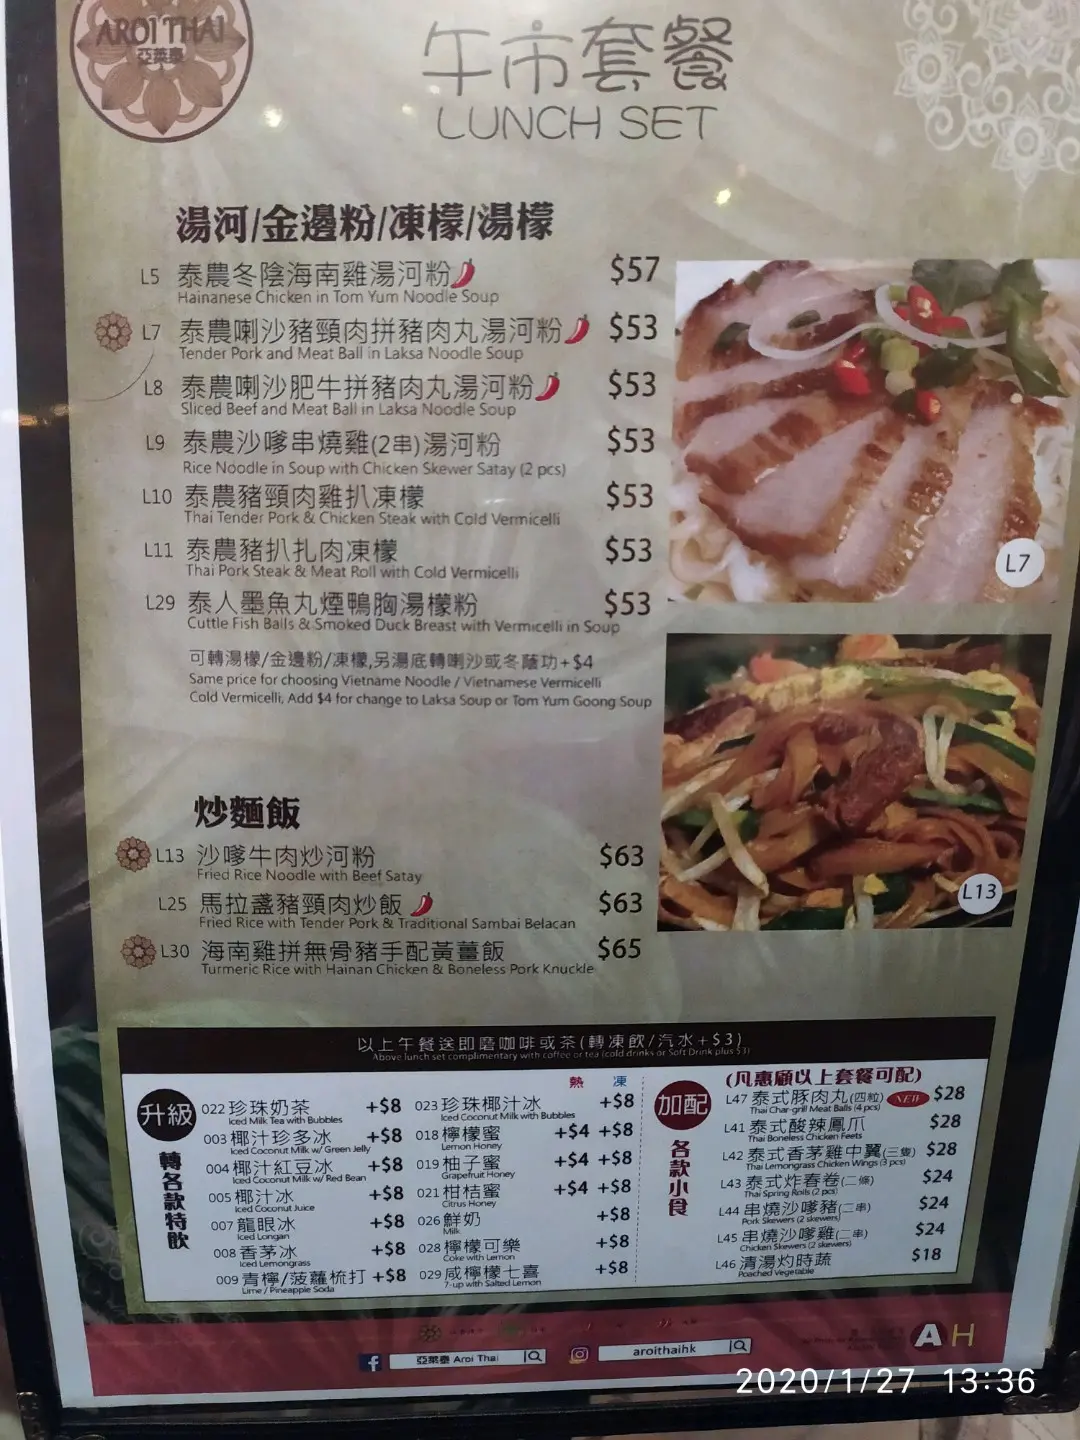 AROI THAI
亞萊泰
午市套餐
LUNCH SET
湯河/金邊粉/凍檬/湯檬
L5 泰農冬陰海南雞湯河粉 $57
Hainanese Chicken in Tom Yum Noodle Soup
L7 泰農喇沙豬頸肉拼豬肉丸湯河粉 $53
Tender Pork and Meat Ball in Laksa Noodle Soup
L8 泰農喇沙肥牛拼豬肉丸湯河粉 $53
Sliced Beef and Meat Ball in Laksa Noodle Soup
L9 泰農沙嗲串燒雞(2串)湯河粉 $53
Rice Noodle in Soup with Chicken Skewer Satay (2 pcs)
L10 泰農豬頸肉雞扒凍檬 $53
Thai Tender Pork & Chicken Steak with Cold Vermicelli
L11 泰農豬扒扎肉凍檬 $53
Thai Pork Steak & Meat Roll with Cold Vermicelli
L29 泰人墨魚丸煙鴨胸湯檬粉 $53
Cuttle Fish Balls & Smoked Duck Breast with Vermicelli in Soup
可轉湯檬/金邊粉/凍檬,另湯底轉喇沙或冬蔭功+$4
Same price for choosing Vietname Noodle / Vietnamese Vermicelli
Cold Vermicelli, Add $4 for change to Laksa Soup or Tom Yum Goong Soup
L7
炒麵飯
L13 沙嗲牛肉炒河粉 $63
Fried Rice Noodle with Beef Satay
L25 馬拉盞豬頸肉炒飯 $63
Fried Rice with Tender Pork & Traditional Sambai Belacan
L30 海南雞拼無骨豬手配黃薑飯 $65
Turmeric Rice with Hainan Chicken & Boneless Pork Knuckle
L13
以上午餐送即磨咖啡或茶(轉凍飲/汽水+$3)
Above lunch set complimentary with coffee or tea (cold drinks or Soft Drink plus $3)
升級
轉各款特飲
022 珍珠奶茶 +$8
Iced Milk Tea with Bubbles
003 椰汁珍多冰 +$8
Iced Coconut Milk w/ Green Jelly
004 椰汁紅豆冰 +$8
Iced Coconut Milk w/ Red Bean
005 椰汁冰 +$8
Iced Coconut Juice
007 龍眼冰 +$8
Iced Longan
008 香茅冰 +$8
Iced Lemongrass
009 青檸/菠蘿梳打 +$8
Lime / Pineapple Soda
熱 凍
023 珍珠椰汁冰 +$8
Iced Coconut Milk with Bubbles
018 檸檬蜜 +$4 +$8
Lemon Honey
019 柚子蜜 +$4 +$8
Grapefruit Honey
021 柑桔蜜 +$4 +$8
Citrus Honey
026 鮮奶 +$8
Milk
028 檸檬可樂 +$8
Coke with Lemon
029 咸檸檬七喜 +$8
7-up with Salted Lemon
加配
各款小食
(凡惠顧以上套餐可配)
L47 泰式豚肉丸(四粒) NEW $28
Thai Char-grill Meat Balls (4 pcs)
L41 泰式酸辣鳳爪 $28
Thai Boneless Chicken Feets
L42 泰式香茅雞中翼(三隻) $28
Thai Lemongrass Chicken Wings (3 pcs)
L43 泰式炸春卷(二條) $24
Thai Spring Rolls (2 pcs)
L44 串燒沙嗲豬(二串) $24
Pork Skewers (2 skewers)
L45 串燒沙嗲雞(二串) $24
Chicken Skewers (2 skewers)
L46 清湯灼時蔬 $18
Poached Vegetable
亞萊泰 Aroi Thai
aroithaihk
AH
2020/1/27 13:36